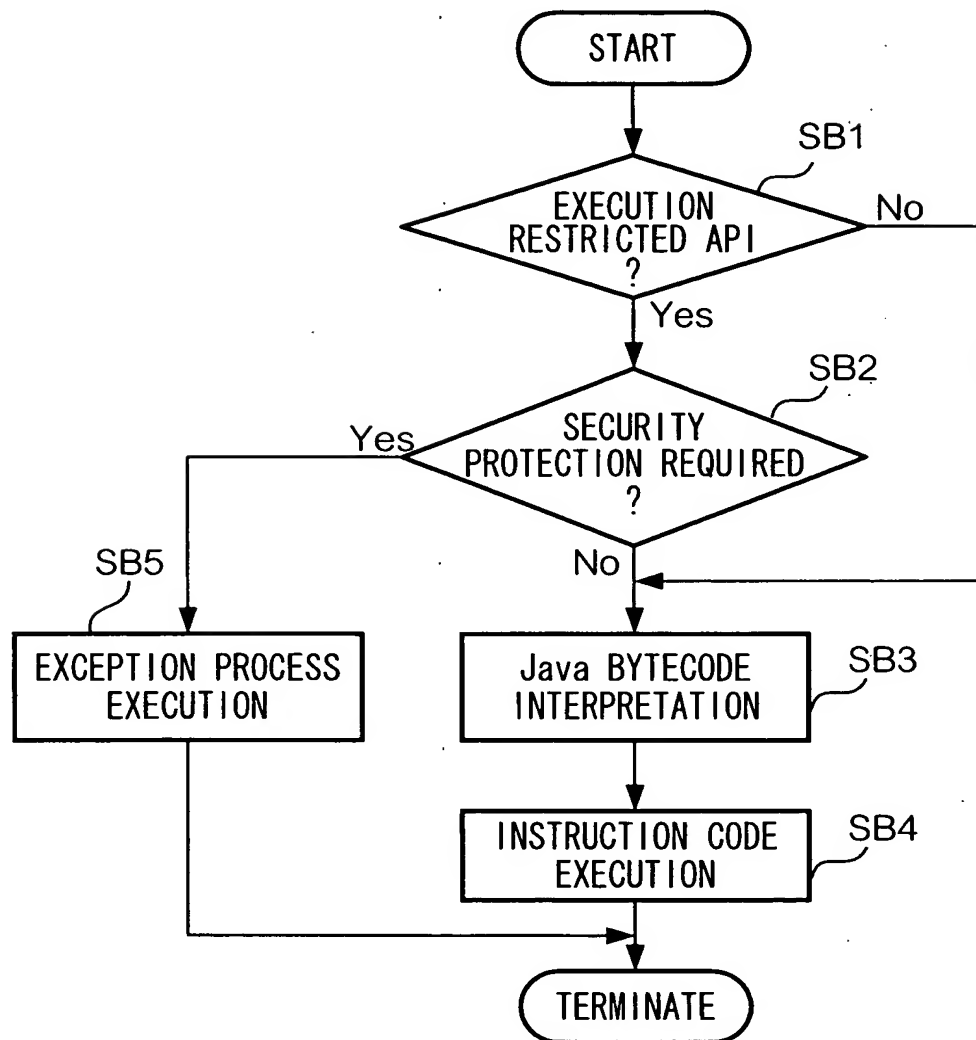 START
SB1
EXECUTION
RESTRICTED API
?
No
Yes
SB2
SECURITY
PROTECTION REQUIRED
?
Yes
No
SB5
EXCEPTION PROCESS
EXECUTION
Java BYTECODE
INTERPRETATION
SB3
INSTRUCTION CODE
EXECUTION
SB4
TERMINATE